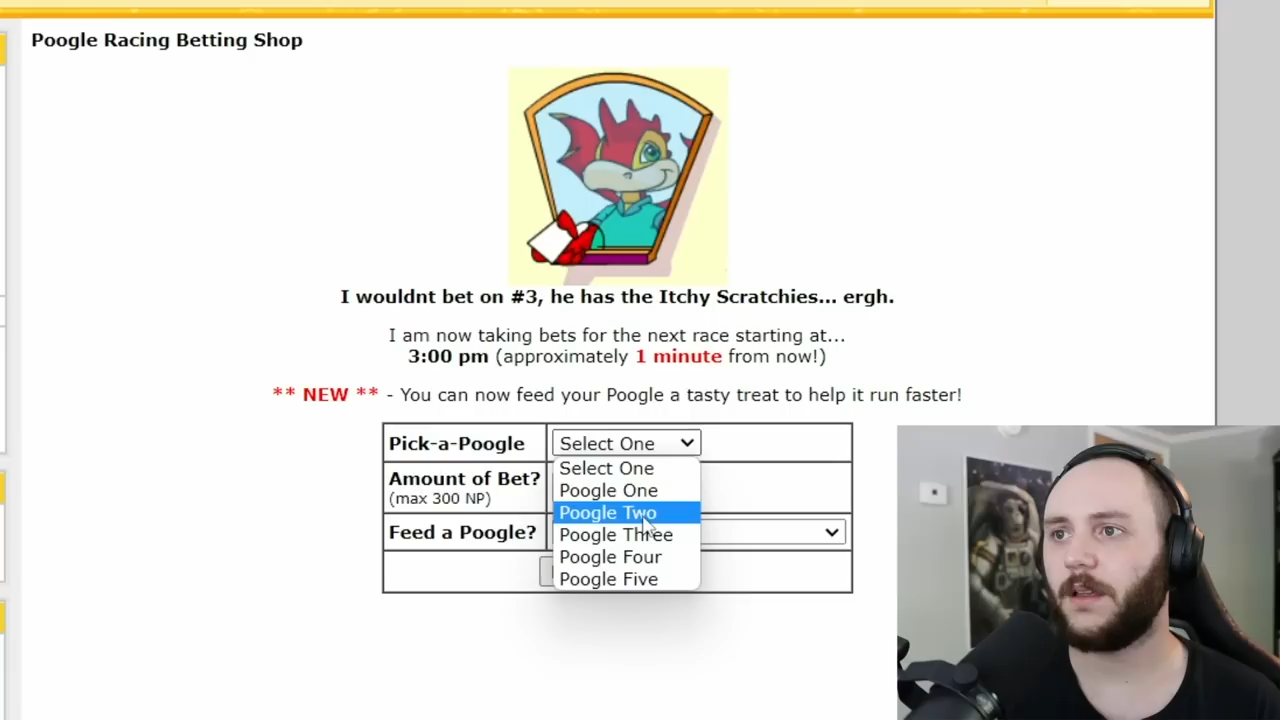 Poogle Racing Betting Shop
I wouldnt bet on #3, he has the Itchy Scratchies... ergh.
I am now taking bets for the next race starting at...
3:00 pm (approximately 1 minute from now!)
** NEW ** - You can now feed your Poogle a tasty treat to help it run faster!
Pick-a-Poogle Select One
Select One
Amount of Bet? Poogle One
(max 300 NP) Poogle Two
Feed a Poogle? Poogle Three
Poogle Four
Poogle Five